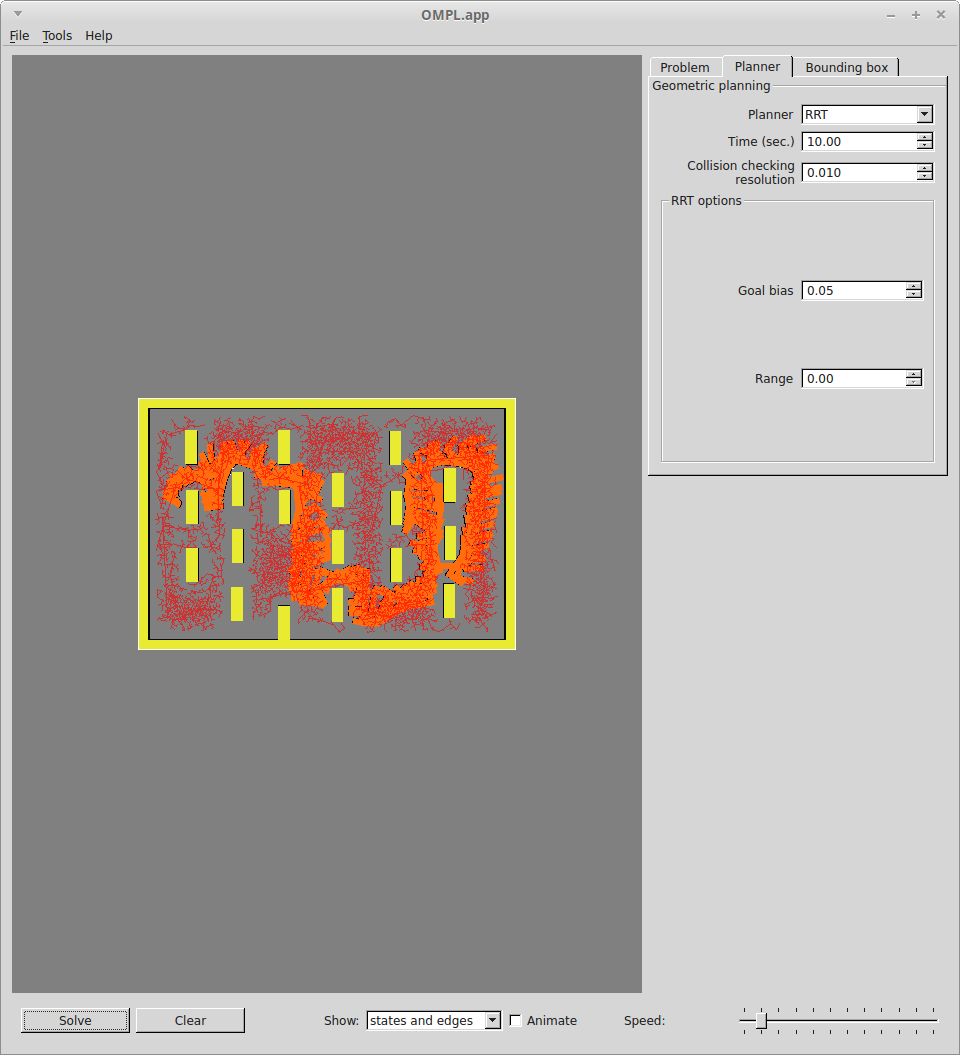 OMPL.app
File Tools Help
Problem Planner Bounding box
Geometric planning
Planner RRT
Time (sec.) 10.00
Collision checking
resolution 0.010
RRT options
Goal bias 0.05
Range 0.00
Solve Clear Show: states and edges Animate Speed: